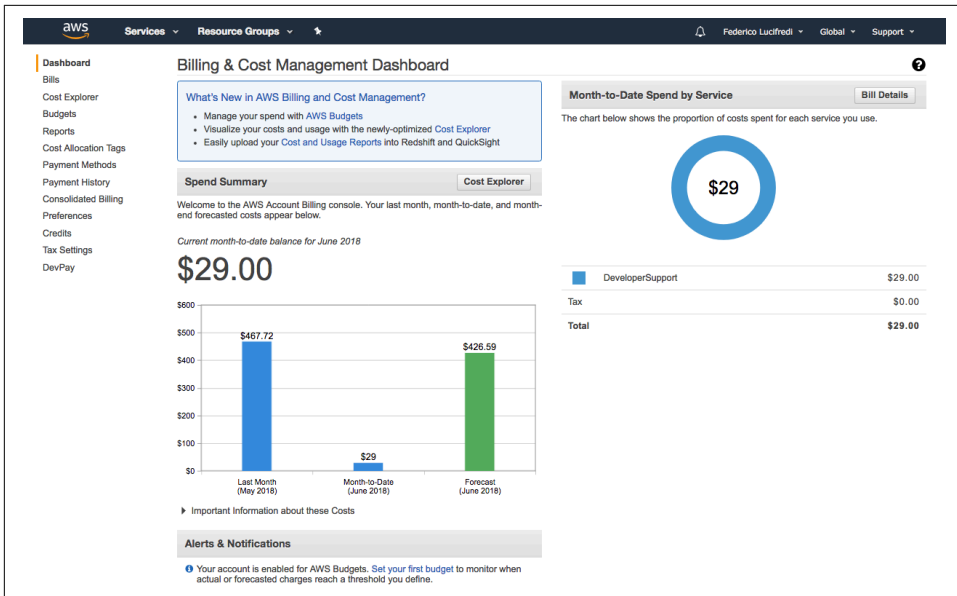 aws
Services
Resource Groups
Federico Lucifredi
Global
Support
Dashboard
Bills
Cost Explorer
Budgets
Reports
Cost Allocation Tags
Payment Methods
Payment History
Consolidated Billing
Preferences
Credits
Tax Settings
DevPay
Billing & Cost Management Dashboard
?
What's New in AWS Billing and Cost Management?
• Manage your spend with AWS Budgets
• Visualize your costs and usage with the newly-optimized Cost Explorer
• Easily upload your Cost and Usage Reports into Redshift and QuickSight
Spend Summary
Cost Explorer
Welcome to the AWS Account Billing console. Your last month, month-to-date, and month-
end forecasted costs appear below.
Current month-to-date balance for June 2018
$29.00
$600
$500
$400
$300
$200
$100
$0
$467.72
$29
$426.59
Last Month
(May 2018)
Month-to-Date
(June 2018)
Forecast
(June 2018)
Important Information about these Costs
Alerts & Notifications
Your account is enabled for AWS Budgets. Set your first budget to monitor when
actual or forecasted charges reach a threshold you define.
Month-to-Date Spend by Service
Bill Details
The chart below shows the proportion of costs spent for each service you use.
$29
DeveloperSupport $29.00
Tax $0.00
Total $29.00